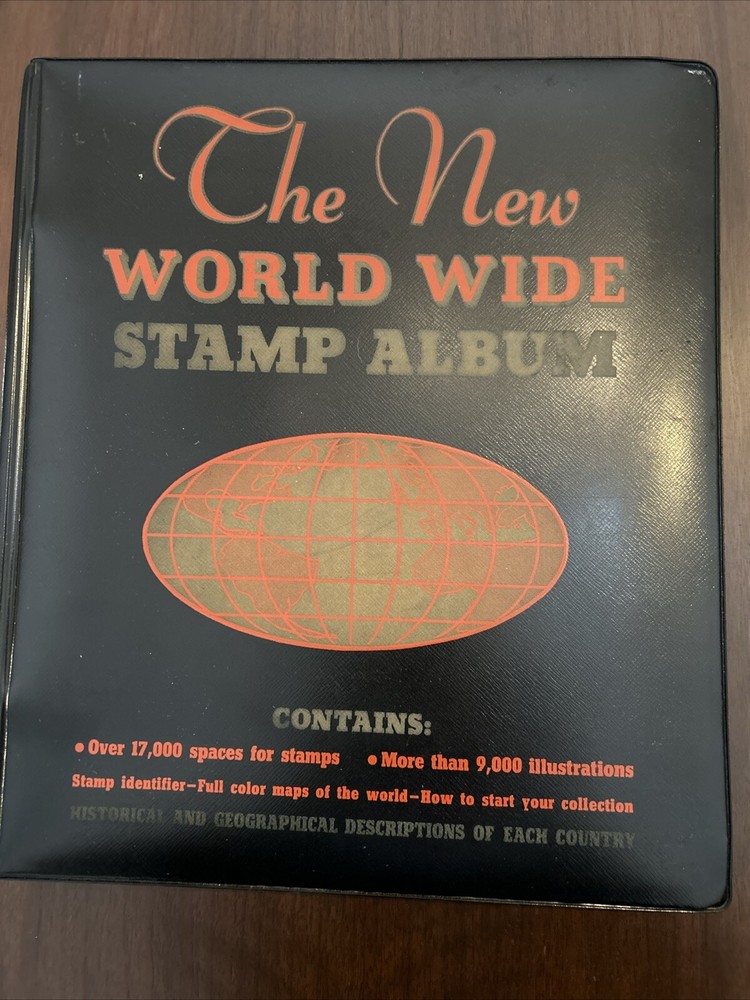 The New
WORLD WIDE
STAMP ALBUM
CONTAINS:
• Over 17,000 spaces for stamps • More than 9,000 illustrations
Stamp identifier—Full color maps of the world—How to start your collection
HISTORICAL AND GEOGRAPHICAL DESCRIPTIONS OF EACH COUNTRY